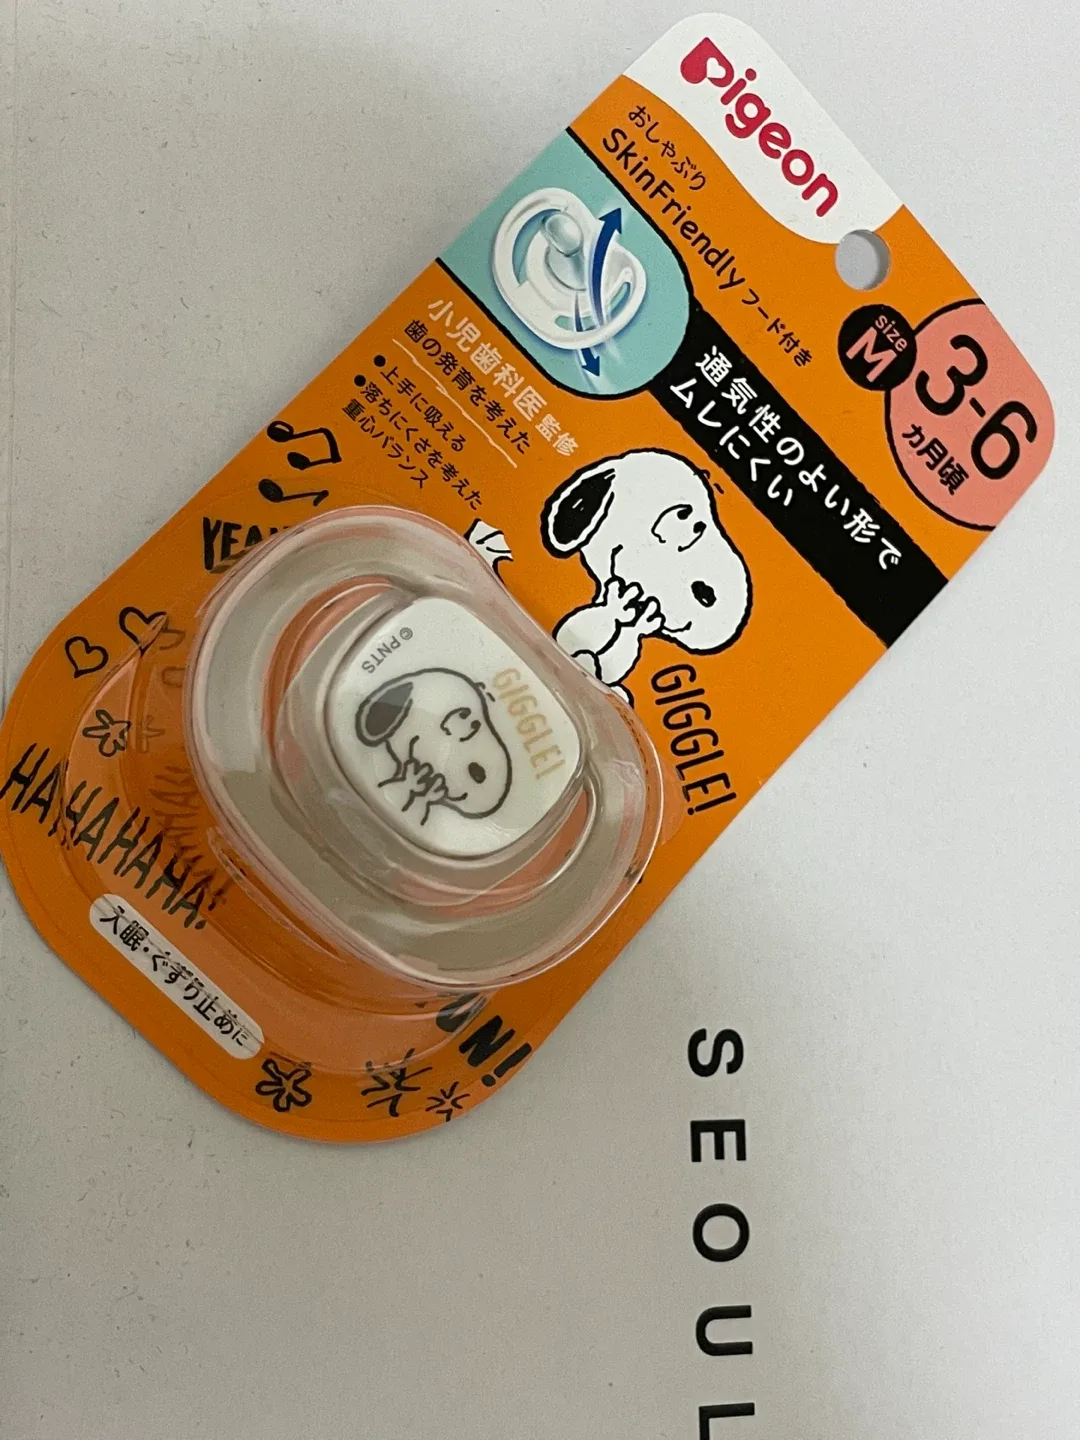 Pigeon
おしゃぶり
SkinFriendly フード付き
size
M
3-6
カ月頃
通気性のよい形で
ムレにくい
小児歯科医 監修
歯の発育を考えた
●上手に吸える
●落ちにくさを考えた
重心バランス
YEAH
GIGGLE!
© PNTS
GIGGLE!
HAHAHAHAHA!
入眠・ぐずり止めに
SEOUL